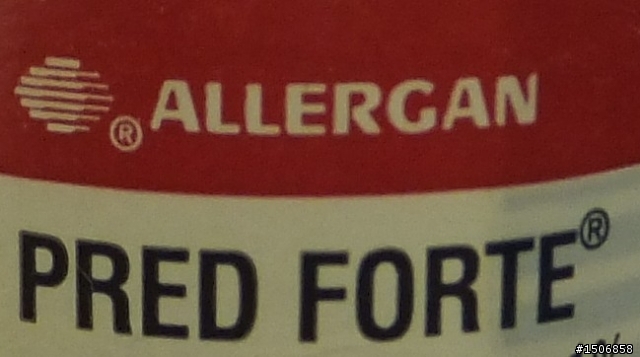 ® ALLERGAN
PRED FORTE®
#1506858